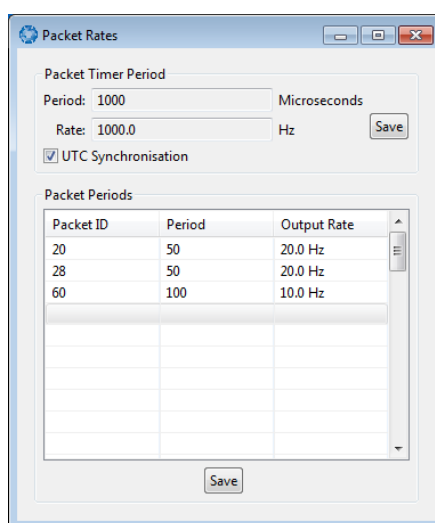 Packet Rates
Packet Timer Period
Period: 1000 Microseconds
Rate: 1000.0 Hz Save
UTC Synchronisation
Packet Periods
Packet ID Period Output Rate
20 50 20.0 Hz
28 50 20.0 Hz
60 100 10.0 Hz
Save